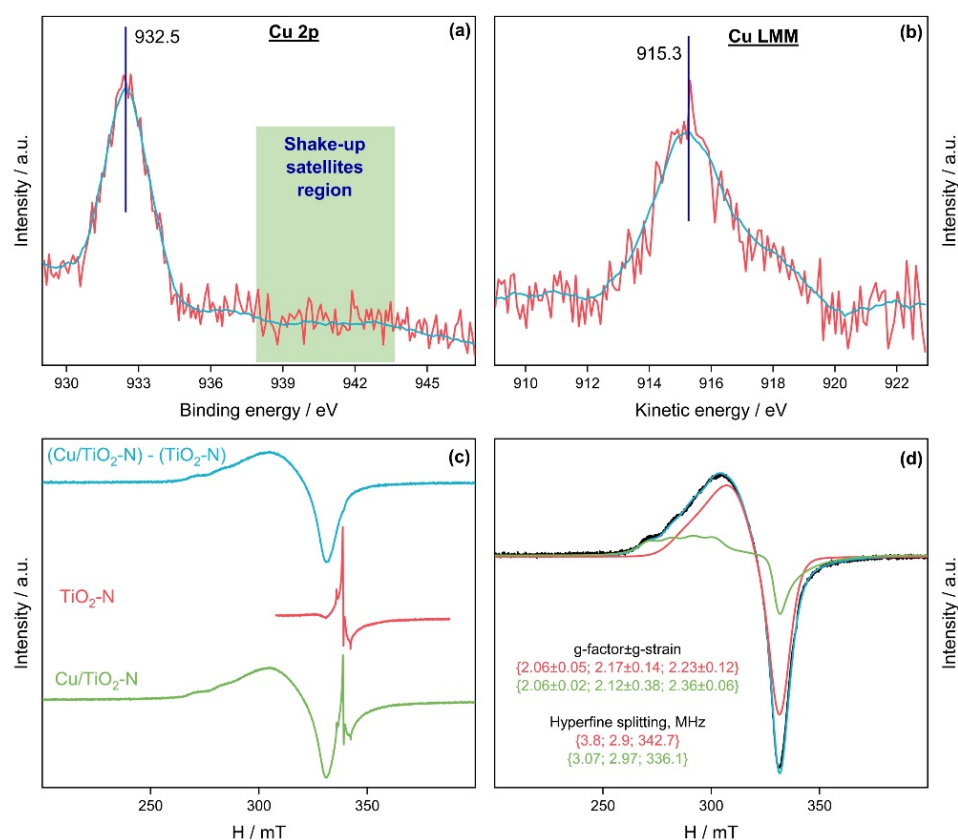 Cu 2p
(a)
932.5
Shake-up
satellites
region
Intensity / a.u.
930 933 936 939 942 945
Binding energy / eV
Cu LMM
(b)
915.3
Intensity / a.u.
910 912 914 916 918 920 922
Kinetic energy / eV
(Cu/TiO₂-N) - (TiO₂-N)
(c)
TiO₂-N
Cu/TiO₂-N
Intensity / a.u.
250 300 350
H / mT
(d)
g-factor±g-strain
{2.06±0.05; 2.17±0.14; 2.23±0.12}
{2.06±0.02; 2.12±0.38; 2.36±0.06}
Hyperfine splitting, MHz
{3.8; 2.9; 342.7}
{3.07; 2.97; 336.1}
Intensity / a.u.
250 300 350
H / mT